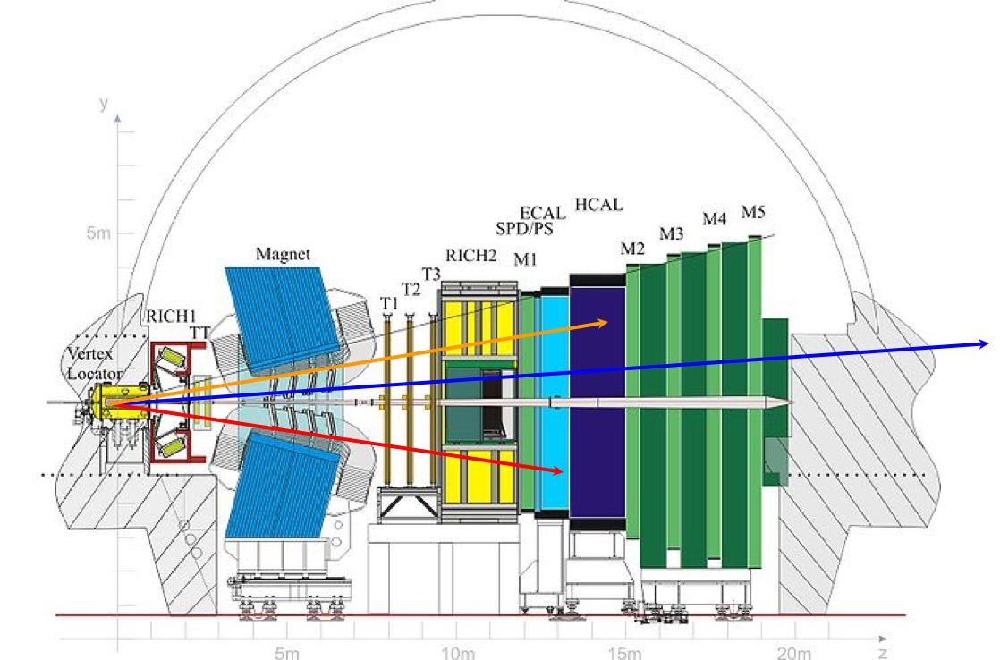 y
5m
Magnet
RICH1
TT
Vertex
Locator
T1
T2
T3
RICH2
SPD/PS
ECAL
HCAL
M1
M2
M3
M4
M5
5m
10m
15m
20m
z